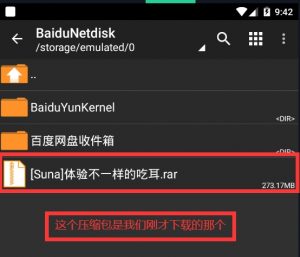 9:42
BaiduNetdisk
/storage/emulated/0
..
BaiduYunKernel
<DIR>
百度网盘收件箱
<DIR>
[Suna]体验不一样的吃耳.rar
273.17MB
这个压缩包是我们刚才下载的那个